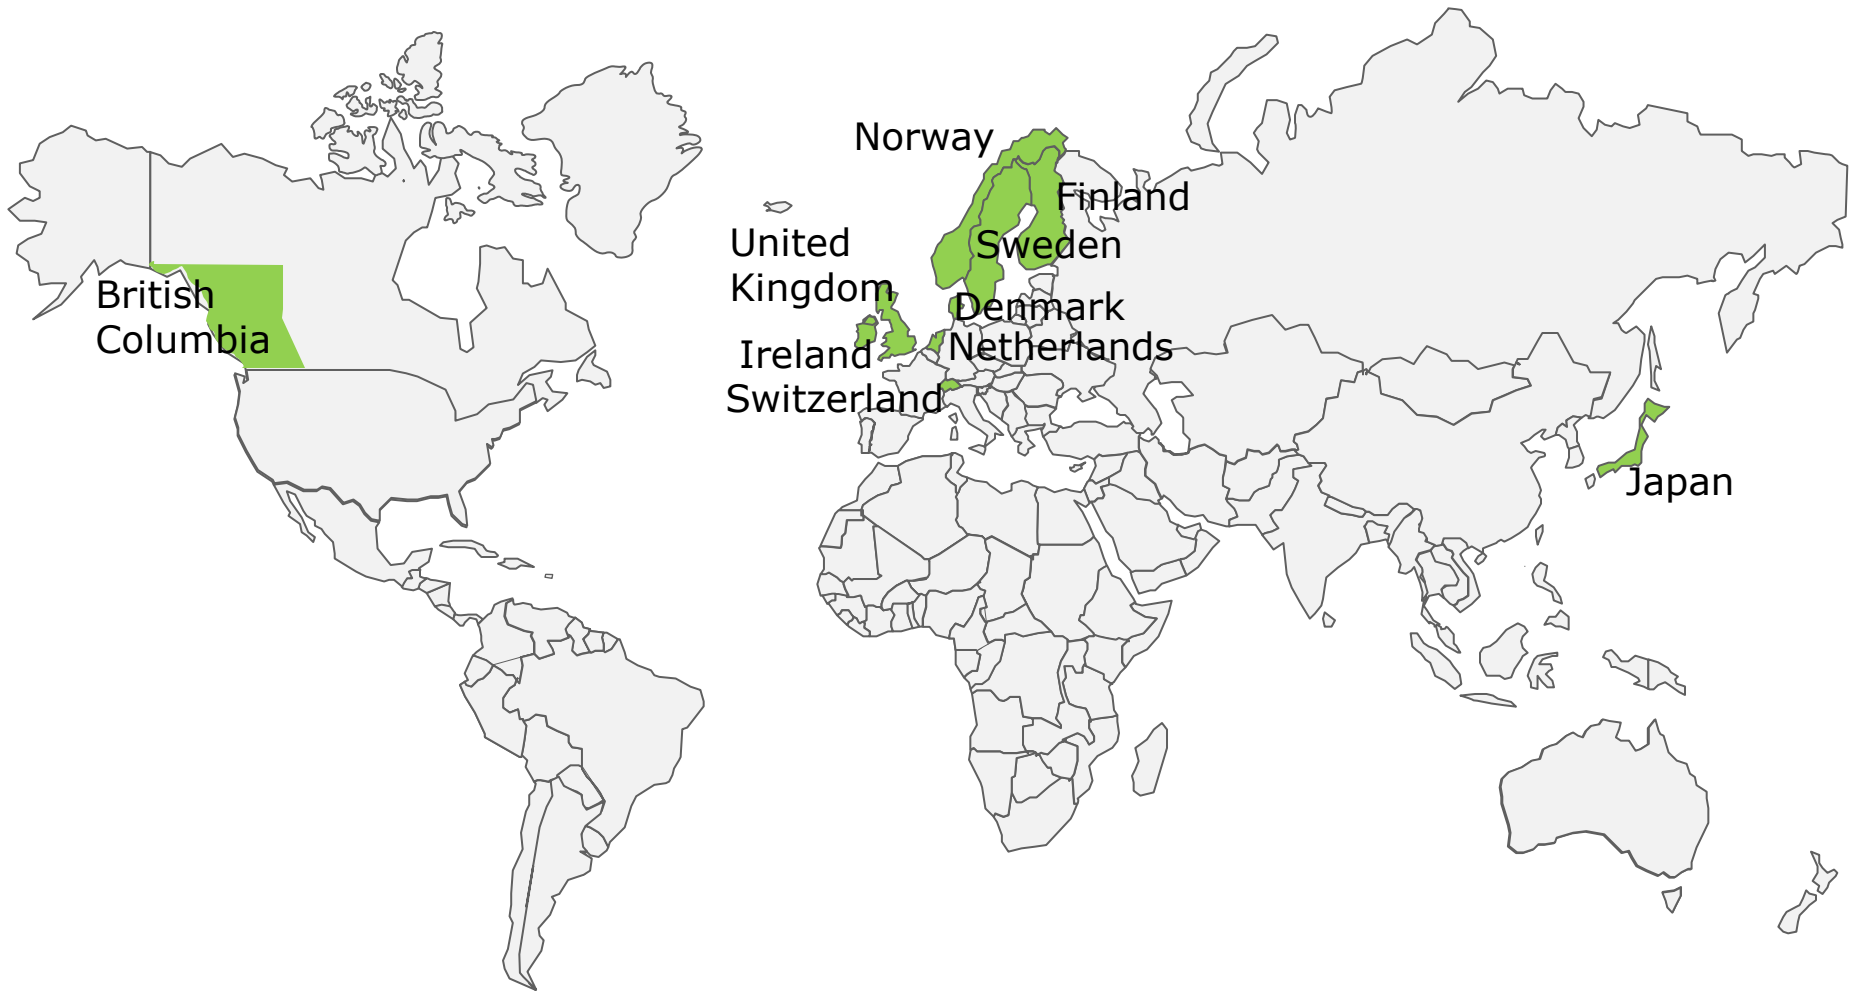 Norway
Finland
United
Kingdom
Sweden
British
Columbia
Denmark
Ireland
Netherlands
Switzerland
Japan